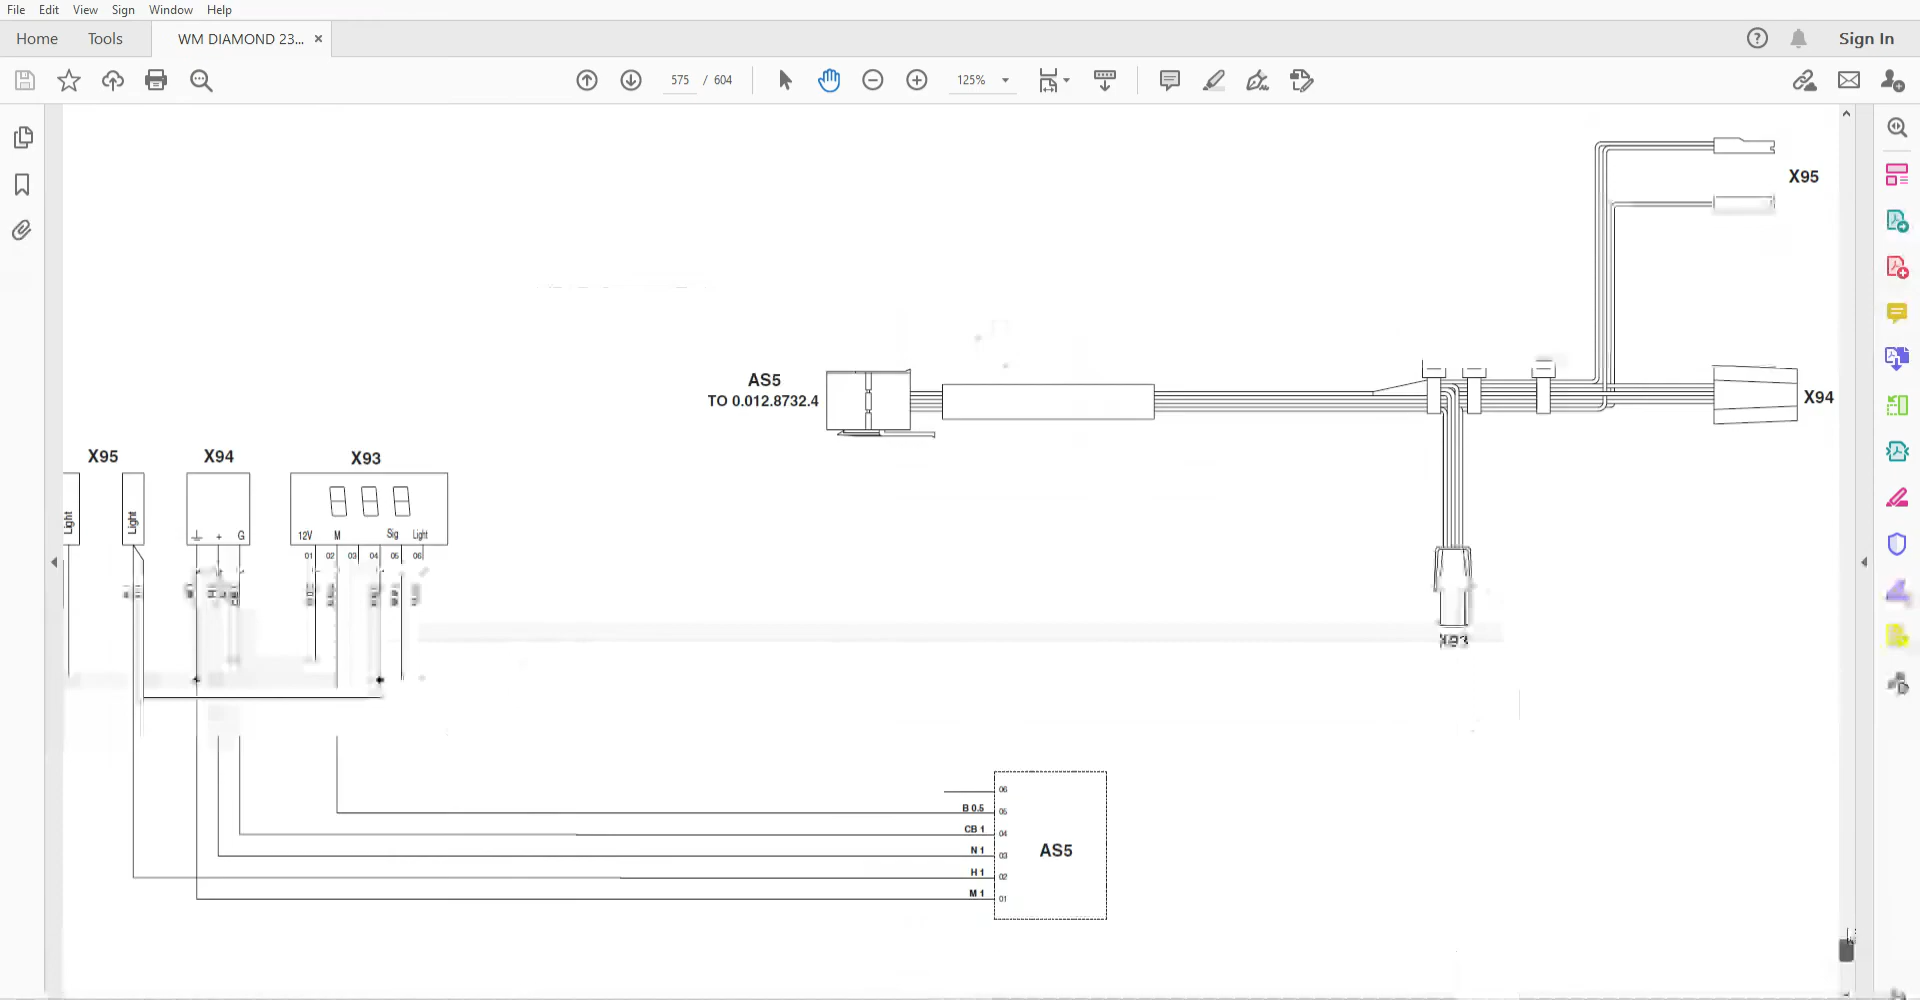 File Edit View Sign Window Help
Home Tools WM DIAMOND 23... × Sign In
575 / 604 125%
X95
AS5
TO 0.012.8732.4
X94
X95 X94 X93
Light Light + G 12V M Sig Light
01 02 03 04 05 06
06
B 0.5 05
CB 1 04
N 1 03
AS5
H 1 02
M 1 01